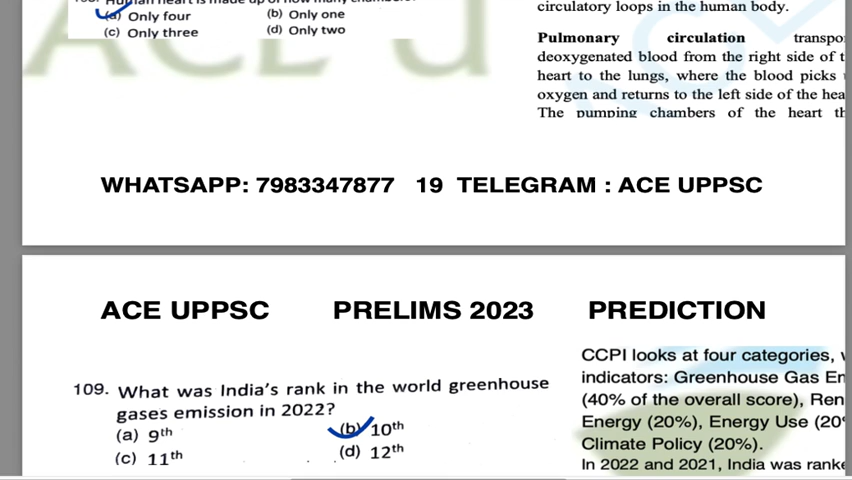 (a) Only four (b) Only one
(c) Only three (d) Only two
circulatory loops in the human body.
Pulmonary circulation
deoxygenated blood from the right side of
heart to the lungs, where the blood picks
oxygen and returns to the left side of the
The pumping chambers of the heart
WHATSAPP: 7983347877 19 TELEGRAM : ACE UPPSC
ACE UPPSC PRELIMS 2023 PREDICTION
109. What was India's rank in the world greenhouse
gases emission in 2022?
(a) 9th (b) 10th
(c) 11th (d) 12th
CCPI looks at four categories,
indicators: Greenhouse Gas
(40% of the overall score),
Energy (20%), Energy Use
Climate Policy (20%).
In 2022 and 2021, India was